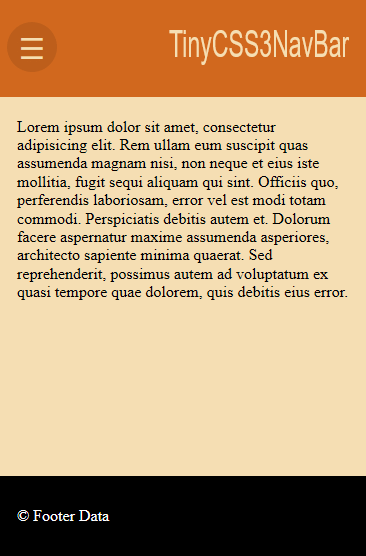 ☰ TinyCSS3NavBar
Lorem ipsum dolor sit amet, consectetur
adipisicing elit. Rem ullam eum suscipit quas
assumenda magnam nisi, non neque et eius iste
mollitia, fugit sequi aliquam qui sint. Officiis quo,
perferendis laboriosam, error vel est modi totam
commodi. Perspiciatis debitis autem et. Dolorum
facere aspernatur maxime assumenda asperiores,
architecto sapiente minima quaerat. Sed
reprehenderit, possimus autem ad voluptatum ex
quasi tempore quae dolorem, quis debitis eius error.
© Footer Data